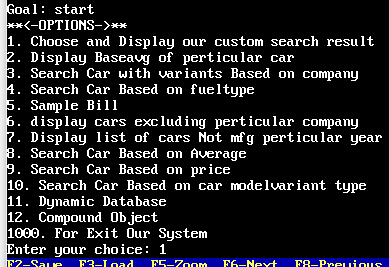 Goal: start
**<-OPTIONS->**
1. Choose and Display our custom search result
2. Display Baseavg of perticular car
3. Search Car with variants Based on company
4. Search Car Based on fueltype
5. Sample Bill
6. display cars excluding perticular company
7. Display list of cars Not mfg perticular year
8. Search Car Based on Average
9. Search Car Based on price
10. Search Car Based on car modelvariant type
11. Dynamic Database
12. Compound Object
1000. For Exit Our System
Enter your choice: 1
F2-Save F3-Load F5-Zoom F6-Next F8-Previous